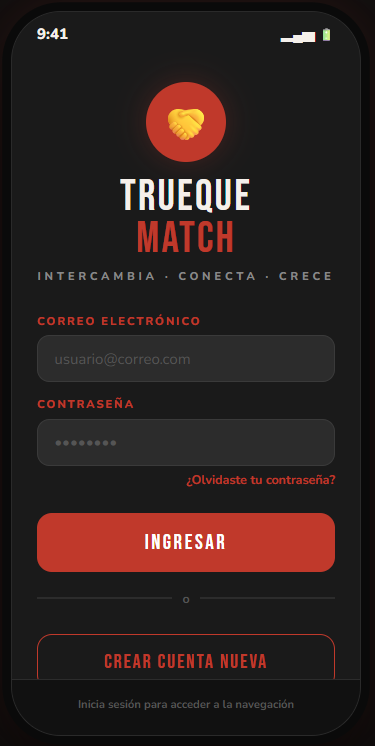 9:41
TRUEQUE
MATCH
INTERCAMBIA · CONECTA · CRECE
CORREO ELECTRÓNICO
usuario@correo.com
CONTRASEÑA
••••••••
¿Olvidaste tu contraseña?
INGRESAR
o
CREAR CUENTA NUEVA
Inicia sesión para acceder a la navegación